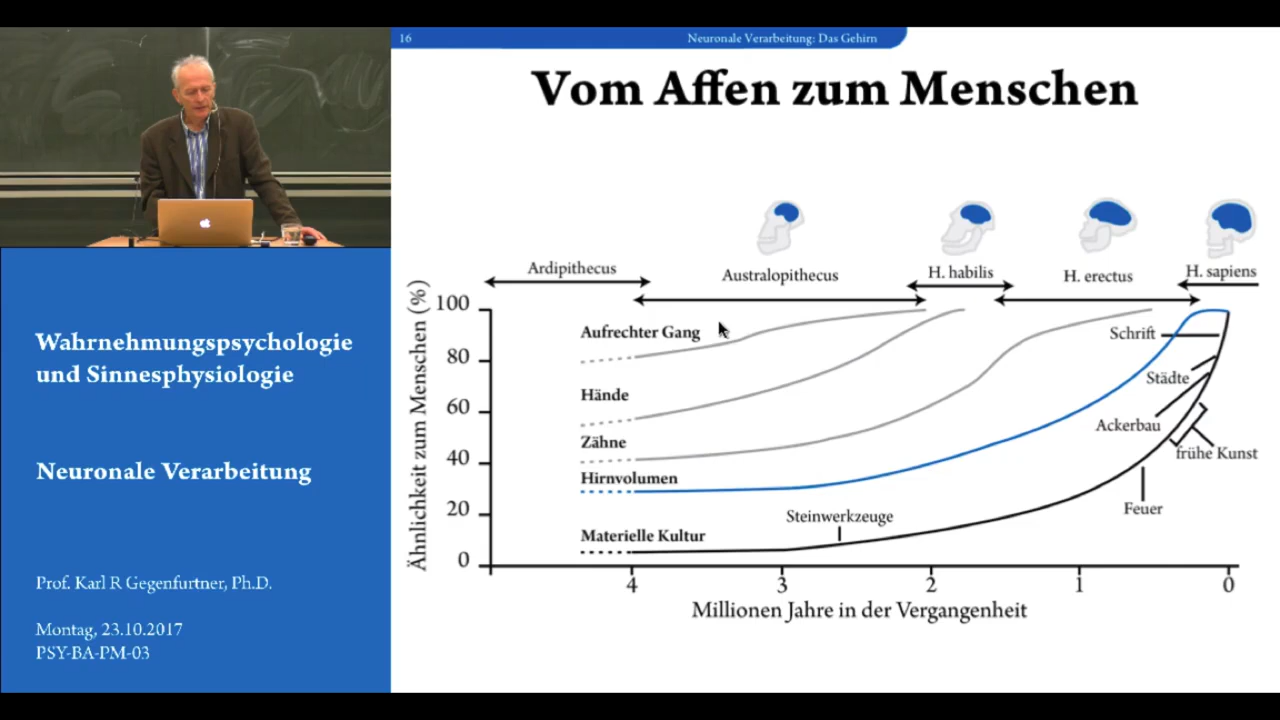 16
Neuronale Verarbeitung: Das Gehirn
Vom Affen zum Menschen
Wahrnehmungspsychologie
und Sinnesphysiologie
Neuronale Verarbeitung
Prof. Karl R Gegenfurtner, Ph.D.
Montag, 23.10.2017
PSY-BA-PM-03
Ardipithecus
Australopithecus
H. habilis
H. erectus
H. sapiens
Ähnlichkeit zum Menschen (%)
100
80
60
40
20
0
Aufrechter Gang
Hände
Zähne
Hirnvolumen
Materielle Kultur
Steinwerkzeuge
Schrift
Städte
Ackerbau
frühe Kunst
Feuer
4
3
2
1
0
Millionen Jahre in der Vergangenheit